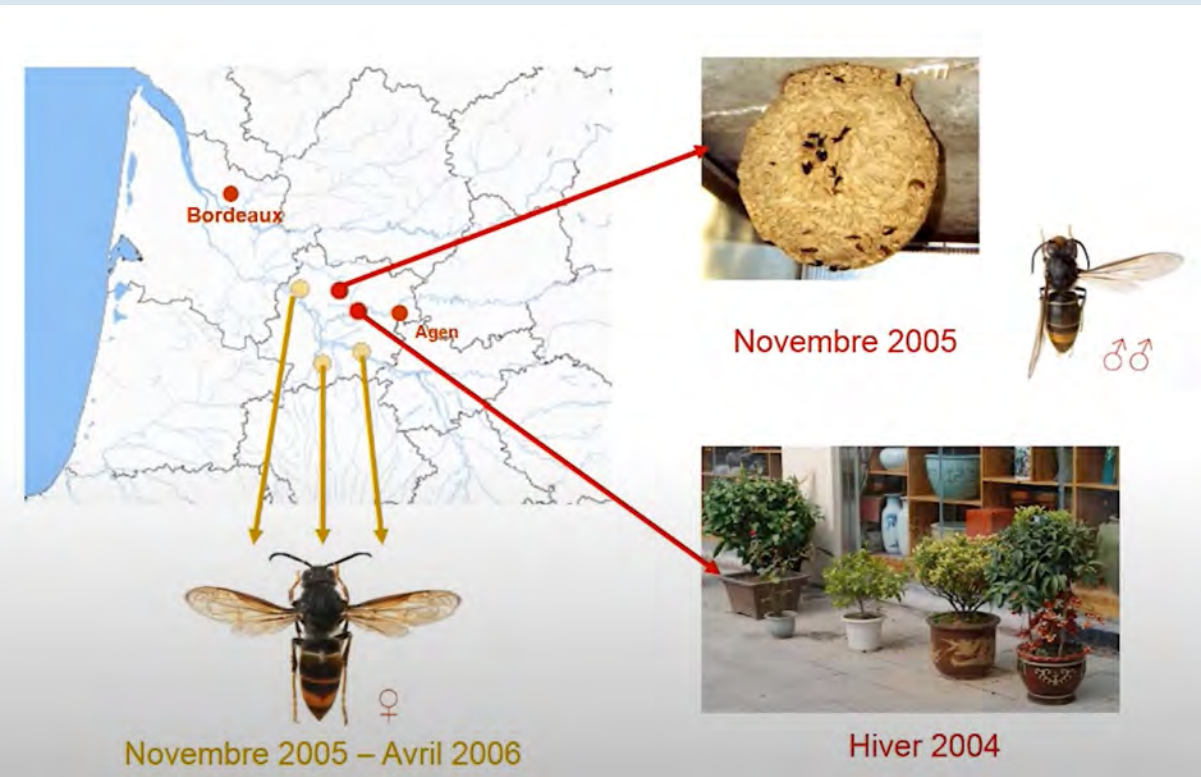 Bordeaux
Agen
Novembre 2005
♂♂
♀
Novembre 2005 – Avril 2006
Hiver 2004